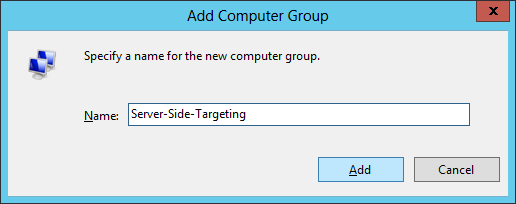 Add Computer Group
x
Specify a name for the new computer group.
Name: Server-Side-Targeting
Add Cancel